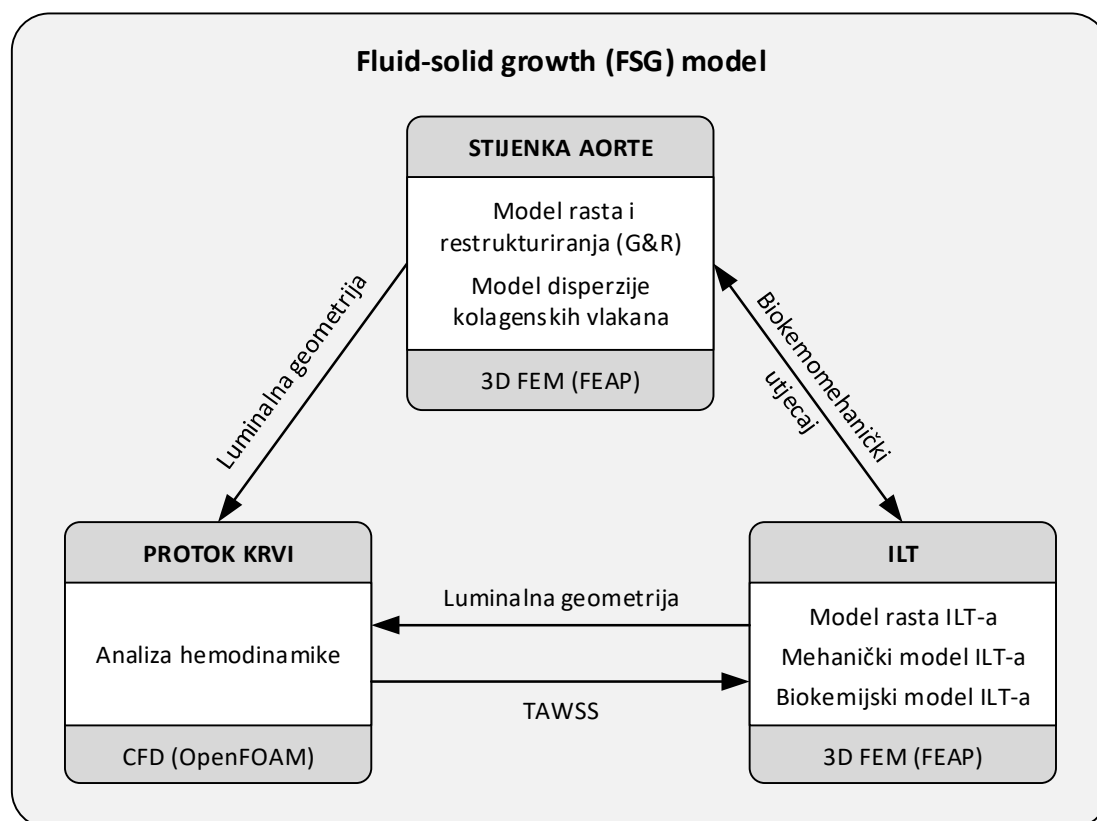 Fluid-solid growth (FSG) model
STIJENKA AORTE
Model rasta i
restrukturiranja (G&R)
Model disperzije
kolagenskih vlakana
3D FEM (FEAP)
Luminalna geometrija
Biokemomehanički
utjecaj
PROTOK KRVI
Analiza hemodinamike
CFD (OpenFOAM)
Luminalna geometrija
TAWSS
ILT
Model rasta ILT-a
Mehanički model ILT-a
Biokemijski model ILT-a
3D FEM (FEAP)